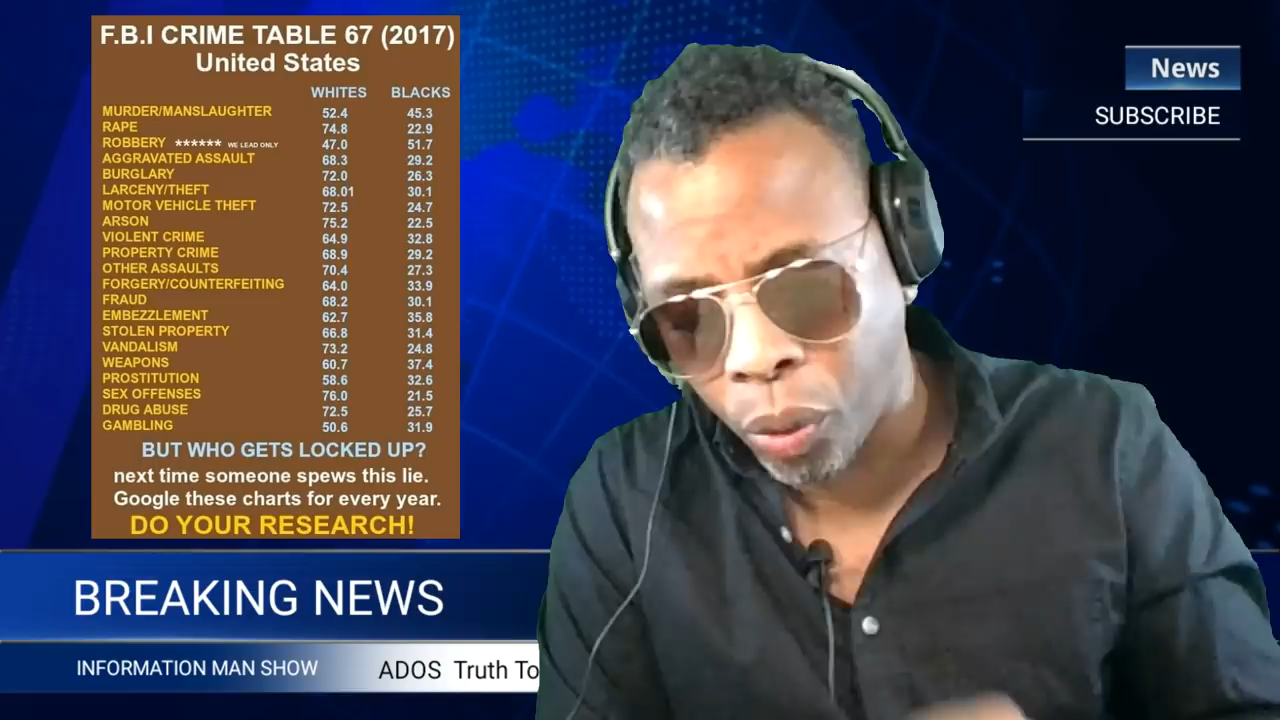 F.B.I CRIME TABLE 67 (2017)
United States
WHITES BLACKS
MURDER/MANSLAUGHTER 52.4 45.3
RAPE 74.8 22.9
ROBBERY ****** WE LEAD ONLY 47.0 51.7
AGGRAVATED ASSAULT 68.3 29.2
BURGLARY 72.0 26.3
LARCENY/THEFT 68.01 30.1
MOTOR VEHICLE THEFT 72.5 24.7
ARSON 75.2 22.5
VIOLENT CRIME 64.9 32.8
PROPERTY CRIME 68.9 29.2
OTHER ASSAULTS 70.4 27.3
FORGERY/COUNTERFEITING 64.0 33.9
FRAUD 68.2 30.1
EMBEZZLEMENT 62.7 35.8
STOLEN PROPERTY 66.8 31.4
VANDALISM 73.2 24.8
WEAPONS 60.7 37.4
PROSTITUTION 58.6 32.6
SEX OFFENSES 76.0 21.5
DRUG ABUSE 72.5 25.7
GAMBLING 50.6 31.9
BUT WHO GETS LOCKED UP?
next time someone spews this lie.
Google these charts for every year.
DO YOUR RESEARCH!
News
SUBSCRIBE
BREAKING NEWS
INFORMATION MAN SHOW ADOS Truth To